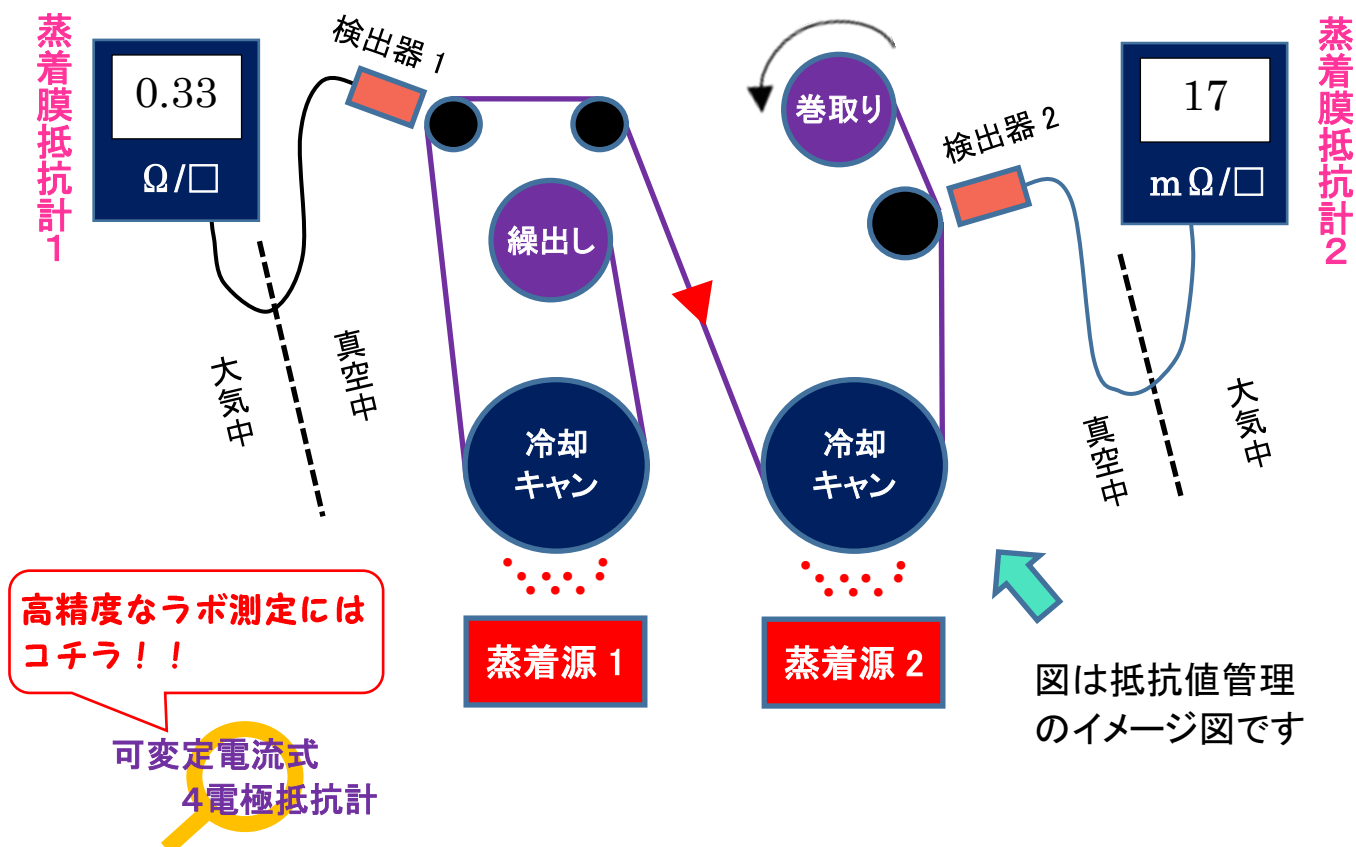 蒸着膜抵抗計1
0.33
Ω/□
検出器 1
繰出し
巻取り
検出器 2
17
mΩ/□
蒸着膜抵抗計2
大気中
真空中
真空中
大気中
冷却
キャン
冷却
キャン
蒸着源 1
蒸着源 2
高精度なラボ測定には
コチラ！！
可変定電流式
4電極抵抗計
図は抵抗値管理
のイメージ図です